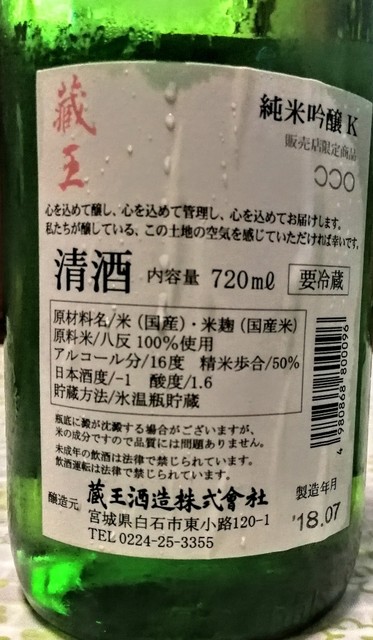 蔵王
純米吟醸 K
販売店限定商品
○○○
心を込めて醸し、心を込めて管理し、心を込めてお届けします。
私たちが醸している、この土地の空気を感じていただければ幸いです。
清酒 内容量 720mℓ 要冷蔵
原材料名/米（国産）・米麹（国産米）
原料米/八反 100%使用
アルコール分/16度 精米歩合/50%
日本酒度/-1 酸度/1.6
貯蔵方法/氷温瓶貯蔵
瓶底に澱が沈澱する場合がございますが、
米の成分ですので品質には問題ありません。
未成年の飲酒は法律で禁じられています。
飲酒運転は法律で禁じられています。
4 980868 800096
醸造元 蔵王酒造株式會社
宮城県白石市東小路120-1
TEL 0224-25-3355
製造年月
'18.07